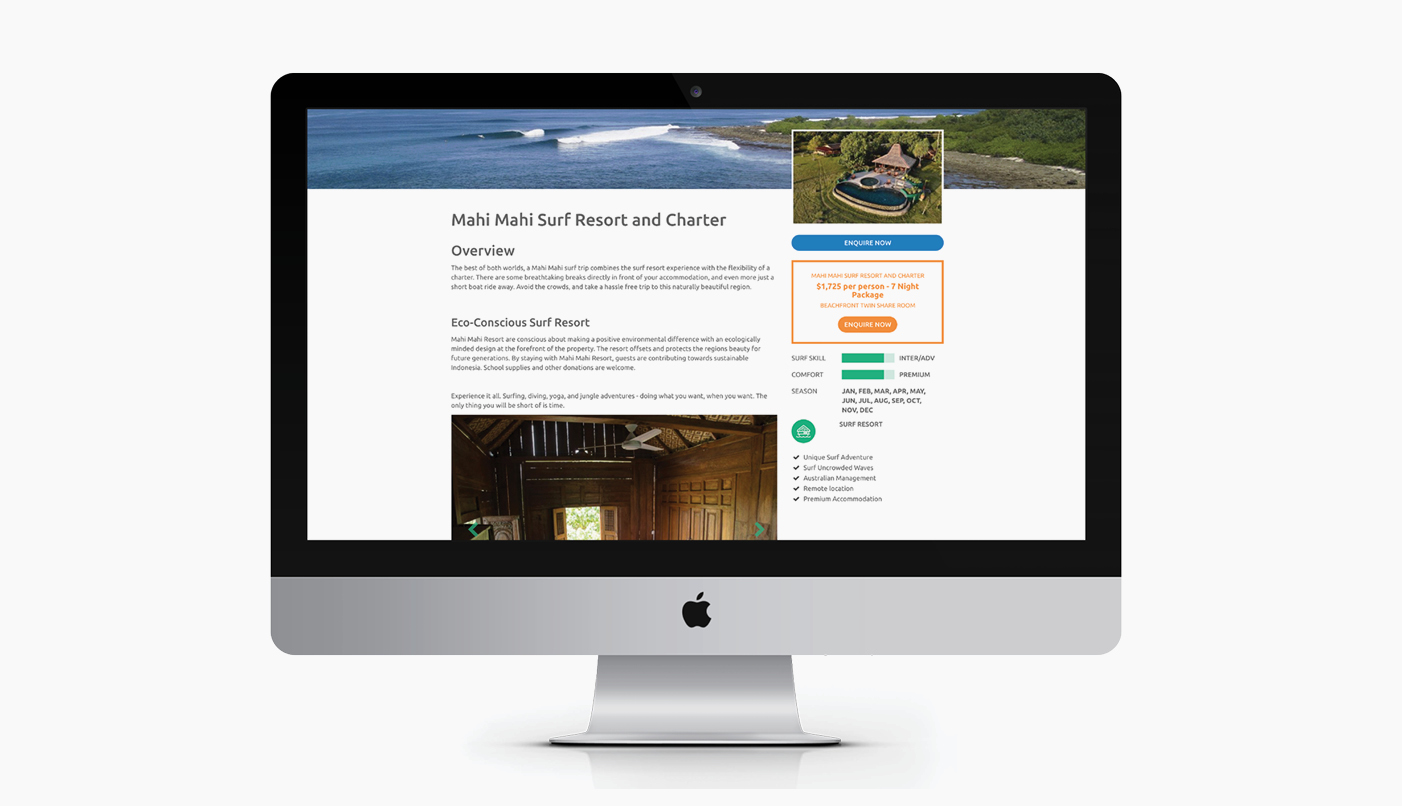 Mahi Mahi Surf Resort and Charter
Overview
The best of both worlds, a Mahi Mahi surf trip combines the surf resort experience with the flexibility of a
charter. There are some breathtaking breaks directly in front of your accommodation, and even more just a
short boat ride away. Avoid the crowds, and take a hassle free trip to this naturally beautiful region.
Eco-Conscious Surf Resort
Mahi Mahi Resort are conscious about making a positive environmental difference with an ecologically
minded design at the forefront of the property. The resort offsets and protects the regions beauty for
future generations. By staying with Mahi Mahi Resort, guests are contributing towards sustainable
Indonesia. School supplies and other donations are welcome.
Experience it all. Surfing, diving, yoga, and jungle adventures - doing what you want, when you want. The
only thing you will be short of is time.
ENQUIRE NOW
MAHI MAHI SURF RESORT AND CHARTER
$1,725 per person - 7 Night
Package
BEACHFRONT TWIN SHARE ROOM
ENQUIRE NOW
SURF SKILL INTER/ADV
COMFORT PREMIUM
SEASON JAN, FEB, MAR, APR, MAY,
JUN, JUL, AUG, SEP, OCT,
NOV, DEC
SURF RESORT
Unique Surf Adventure
Surf Uncrowded Waves
Australian Management
Remote location
Premium Accommodation